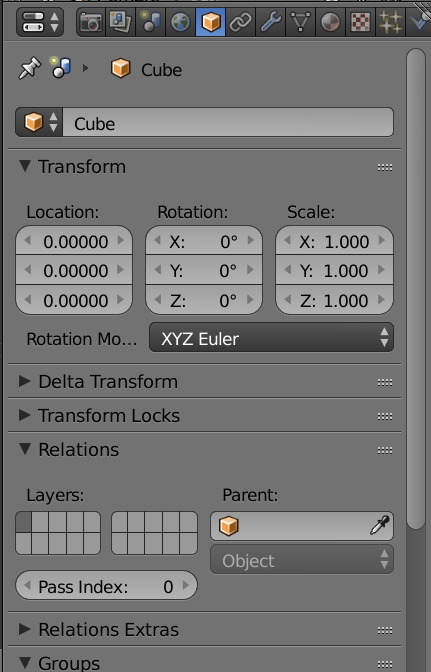 Cube
Cube
Transform
Location: Rotation: Scale:
0.00000 X: 0° X: 1.000
0.00000 Y: 0° Y: 1.000
0.00000 Z: 0° Z: 1.000
Rotation Mo... XYZ Euler
Delta Transform
Transform Locks
Relations
Layers: Parent:
Object
Pass Index: 0
Relations Extras
Groups